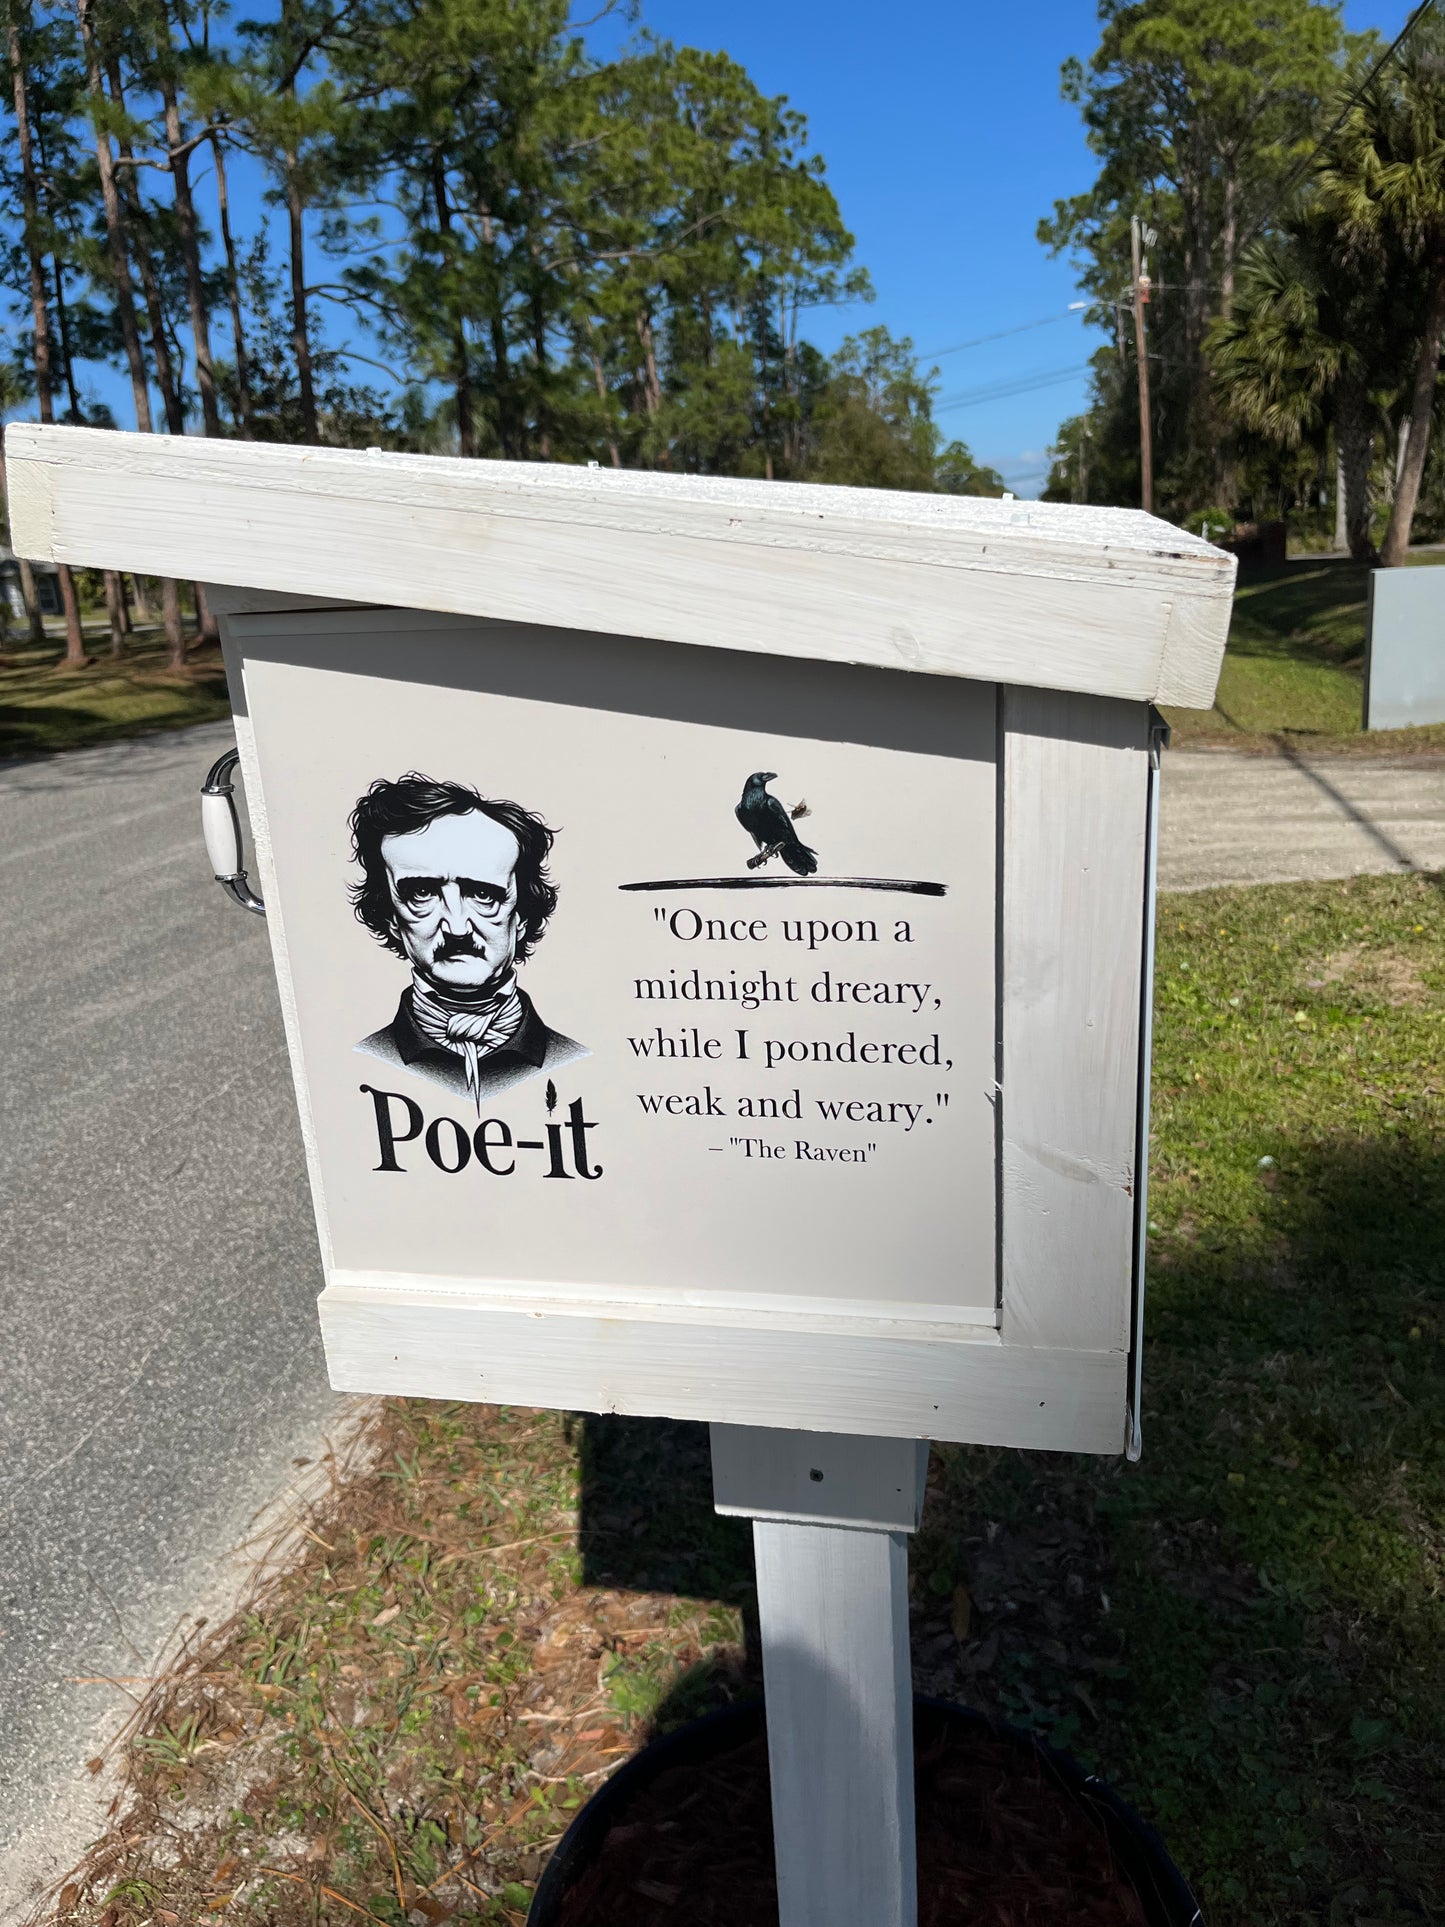 Poe-it
"Once upon a
midnight dreary,
while I pondered,
weak and weary."
– "The Raven"